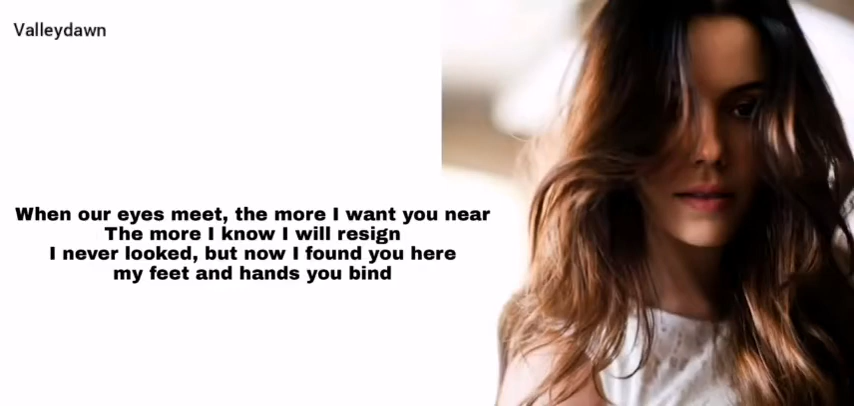 Valleydawn
When our eyes meet, the more I want you near
The more I know I will resign
I never looked, but now I found you here
my feet and hands you bind